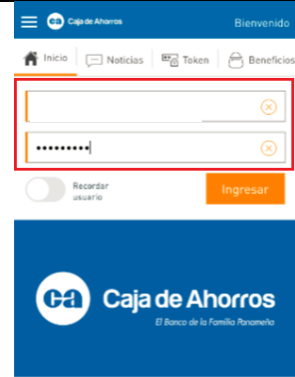 ca Caja de Ahorros Bienvenido
Inicio Noticias Token Beneficios
•••••••••
Recordar
usuario
Ingresar
ca Caja de Ahorros
El Banco de la Familia Panameña